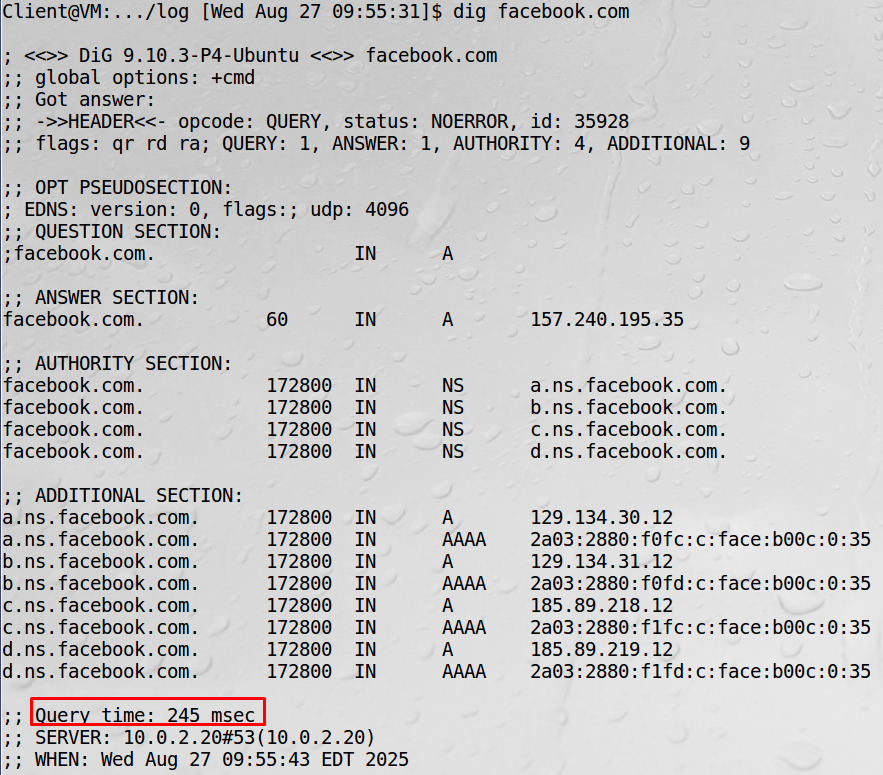 Client@VM:.../log [Wed Aug 27 09:55:31]$ dig facebook.com
; <<>> DiG 9.10.3-P4-Ubuntu <<>> facebook.com
;; global options: +cmd
;; Got answer:
;; ->>HEADER<<- opcode: QUERY, status: NOERROR, id: 35928
;; flags: qr rd ra; QUERY: 1, ANSWER: 1, AUTHORITY: 4, ADDITIONAL: 9
;; OPT PSEUDOSECTION:
; EDNS: version: 0, flags:; udp: 4096
;; QUESTION SECTION:
;facebook.com. IN A
;; ANSWER SECTION:
facebook.com. 60 IN A 157.240.195.35
;; AUTHORITY SECTION:
facebook.com. 172800 IN NS a.ns.facebook.com.
facebook.com. 172800 IN NS b.ns.facebook.com.
facebook.com. 172800 IN NS c.ns.facebook.com.
facebook.com. 172800 IN NS d.ns.facebook.com.
;; ADDITIONAL SECTION:
a.ns.facebook.com. 172800 IN A 129.134.30.12
a.ns.facebook.com. 172800 IN AAAA 2a03:2880:f0fc:c:face:b00c:0:35
b.ns.facebook.com. 172800 IN A 129.134.31.12
b.ns.facebook.com. 172800 IN AAAA 2a03:2880:f0fd:c:face:b00c:0:35
c.ns.facebook.com. 172800 IN A 185.89.218.12
c.ns.facebook.com. 172800 IN AAAA 2a03:2880:f1fc:c:face:b00c:0:35
d.ns.facebook.com. 172800 IN A 185.89.219.12
d.ns.facebook.com. 172800 IN AAAA 2a03:2880:f1fd:c:face:b00c:0:35
;; Query time: 245 msec
;; SERVER: 10.0.2.20#53(10.0.2.20)
;; WHEN: Wed Aug 27 09:55:43 EDT 2025